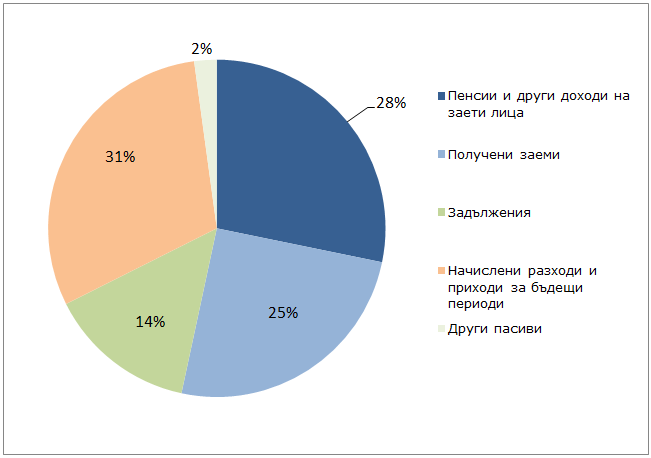 2%
28%
31%
25%
14%
Пенсии и други доходи на
заети лица
Получени заеми
Задължения
Начислени разходи и
приходи за бъдещи
периоди
Други пасиви